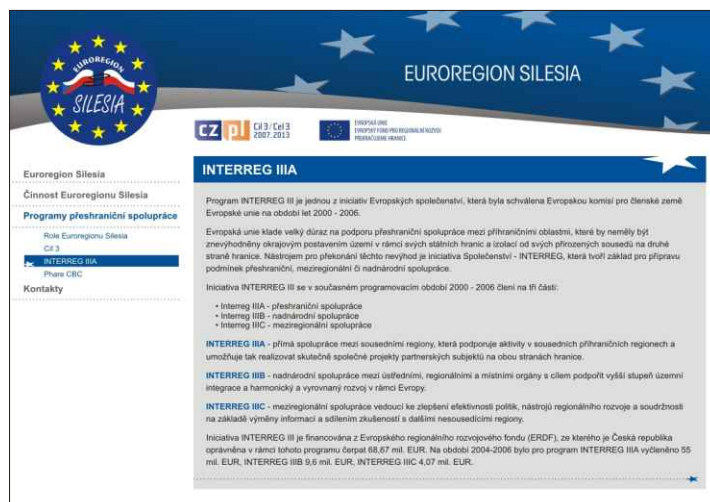 EUROREGION
SILESIA
EUROREGION SILESIA
cz pl Cíl 3 / Cel 3
2007.2013
EVROPSKÁ UNIE
EVROPSKÝ FOND PRO REGIONÁLNÍ ROZVOJ
PŘEKRAČUJEME HRANICE
Euroregion Silesia
Činnost Euroregionu Silesia
Programy přeshraniční spolupráce
Role Euroregionu Silesia
Cíl 3
INTERREG IIIA
Phare CBC
Kontakty
INTERREG IIIA
Program INTERREG III je jednou z iniciativ Evropských společenství, která byla schválena Evropskou komisí pro členské země
Evropské unie na období let 2000 - 2006.
Evropská unie klade velký důraz na podporu přeshraniční spolupráce mezi příhraničními oblastmi, které by neměly být
znevýhodněny okrajovým postavením území v rámci svých státních hranic a izolací od svých přirozených sousedů na druhé
straně hranice. Nástrojem pro překonání těchto nevýhod je iniciativa Společenství - INTERREG, která tvoří základ pro přípravu
podmínek přeshraniční, meziregionální či nadnárodní spolupráce.
Iniciativa INTERREG III se v současném programovacím období 2000 - 2006 člení na tři části:
• Interreg IIIA - přeshraniční spolupráce
• Interreg IIIB - nadnárodní spolupráce
• Interreg IIIC - meziregionální spolupráce
INTERREG IIIA - přímá spolupráce mezi sousedními regiony, která podporuje aktivity v sousedních příhraničních regionech a
umožňuje tak realizovat skutečně společné projekty partnerských subjektů na obou stranách hranice.
INTERREG IIIB - nadnárodní spolupráce mezi ústředními, regionálními a místními orgány s cílem podpořit vyšší stupeň územní
integrace a harmonický a vyrovnaný rozvoj v rámci Evropy.
INTERREG IIIC - meziregionální spolupráce vedoucí ke zlepšení efektivnosti politik, nástrojů regionálního rozvoje a soudržnosti
na základě výměny informací a sdílením zkušeností s dalšími nesousedícími regiony.
Iniciativa INTERREG III je financována z Evropského regionálního rozvojového fondu (ERDF), ze kterého je Česká republika
oprávněna v rámci tohoto programu čerpat 68,67 mil. EUR. Na období 2004-2006 bylo pro program INTERREG IIIA vyčleněno 55
mil. EUR, INTERREG IIIB 9,6 mil. EUR, INTERREG IIIC 4,07 mil. EUR.